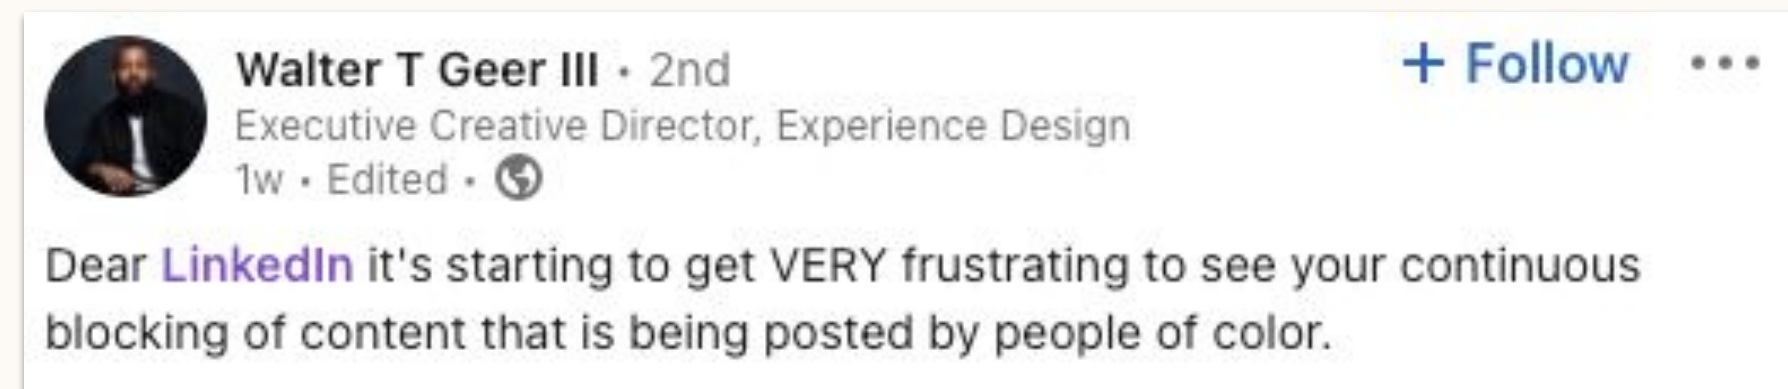 Walter T Geer III • 2nd
+ Follow
Executive Creative Director, Experience Design
1w • Edited •
Dear LinkedIn it's starting to get VERY frustrating to see your continuous
blocking of content that is being posted by people of color.